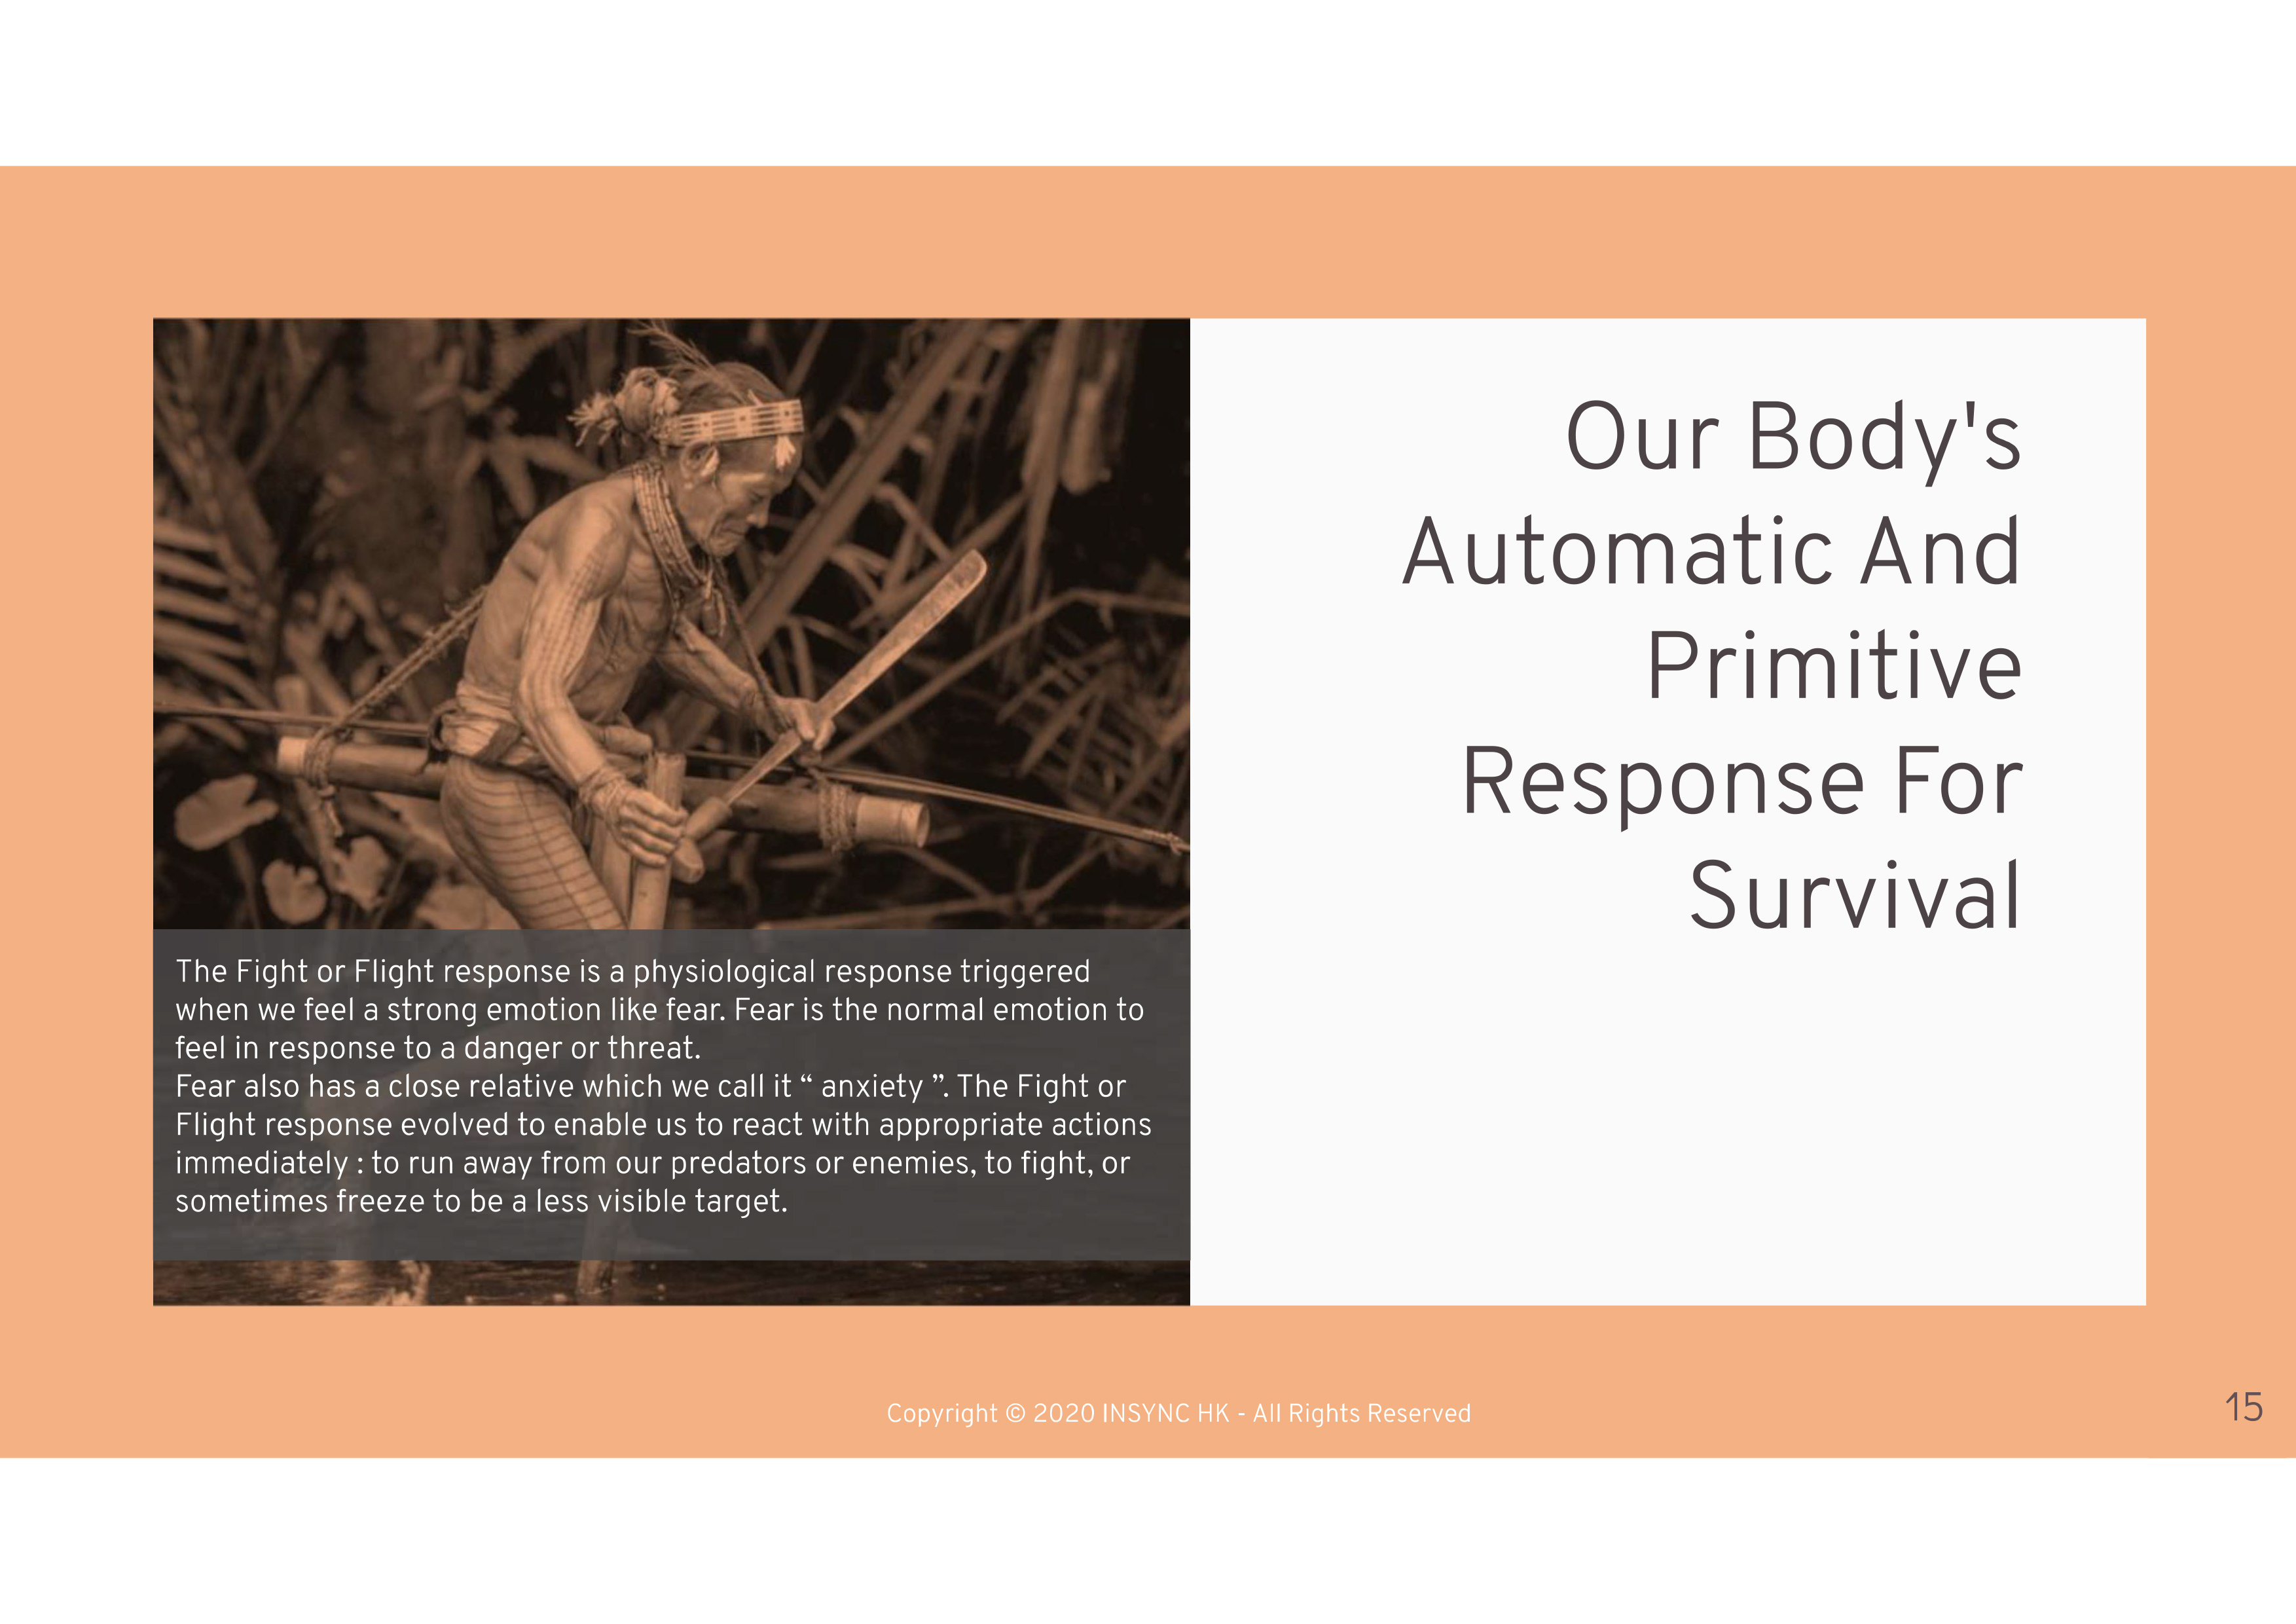 Our Body's
Automatic And
Primitive
Response For
Survival
The Fight or Flight response is a physiological response triggered
when we feel a strong emotion like fear. Fear is the normal emotion to
feel in response to a danger or threat.
Fear also has a close relative which we call it “ anxiety ”. The Fight or
Flight response evolved to enable us to react with appropriate actions
immediately : to run away from our predators or enemies, to fight, or
sometimes freeze to be a less visible target.
Copyright © 2020 INSYNC HK - All Rights Reserved
15